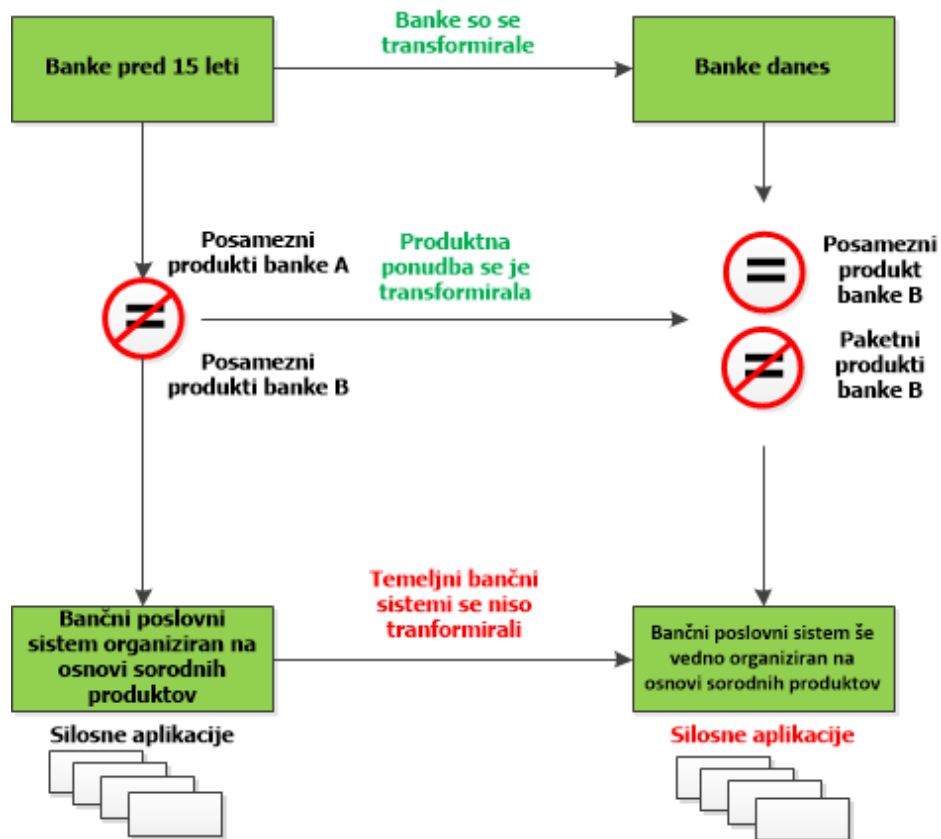 Banke so se
transformirale
Banke pred 15 leti
Banke danes
Posamezni
produkti banke A
Produktna
ponudba se je
transformirala
Posamezni
produkt
banke B
Posamezni
produkti banke B
Paketni
produkti
banke B
Temeljni bančni
sistemi se niso
tranformirali
Bančni poslovni
sistem organiziran na
osnovi sorodnih
produktov
Bančni poslovni sistem še
vedno organiziran na
osnovi sorodnih produktov
Silosne aplikacije
Silosne aplikacije